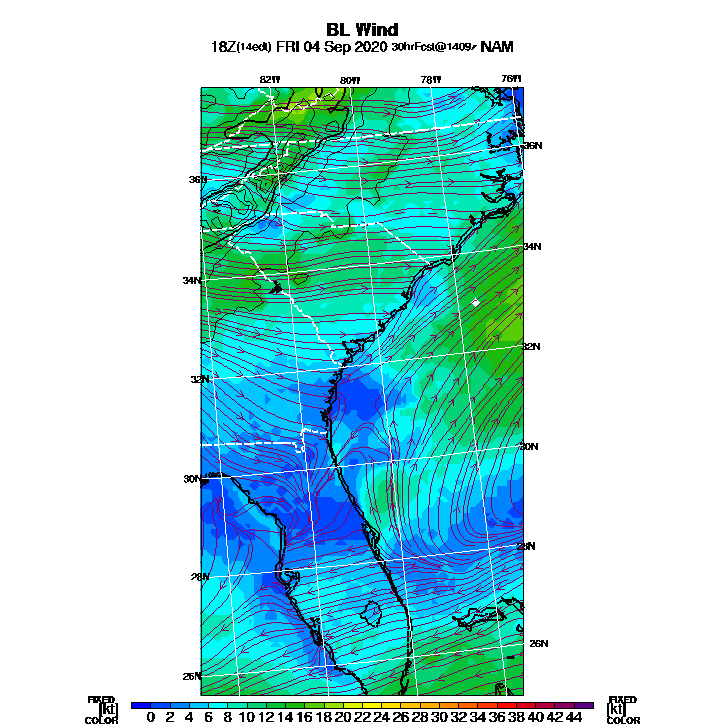 BL Wind
18Z(14edt) FRI 04 Sep 2020 30hrFcst@1409z NAM
82W 80W 78W 76W
36N
36N
34N
34N
32N
32N
30N
30N
28N
28N
26N
26N
FIXED FIXED
[kt] 0 2 4 6 8 10 12 14 16 18 20 22 24 26 28 30 32 34 36 38 40 42 44 [kt]
COLOR COLOR